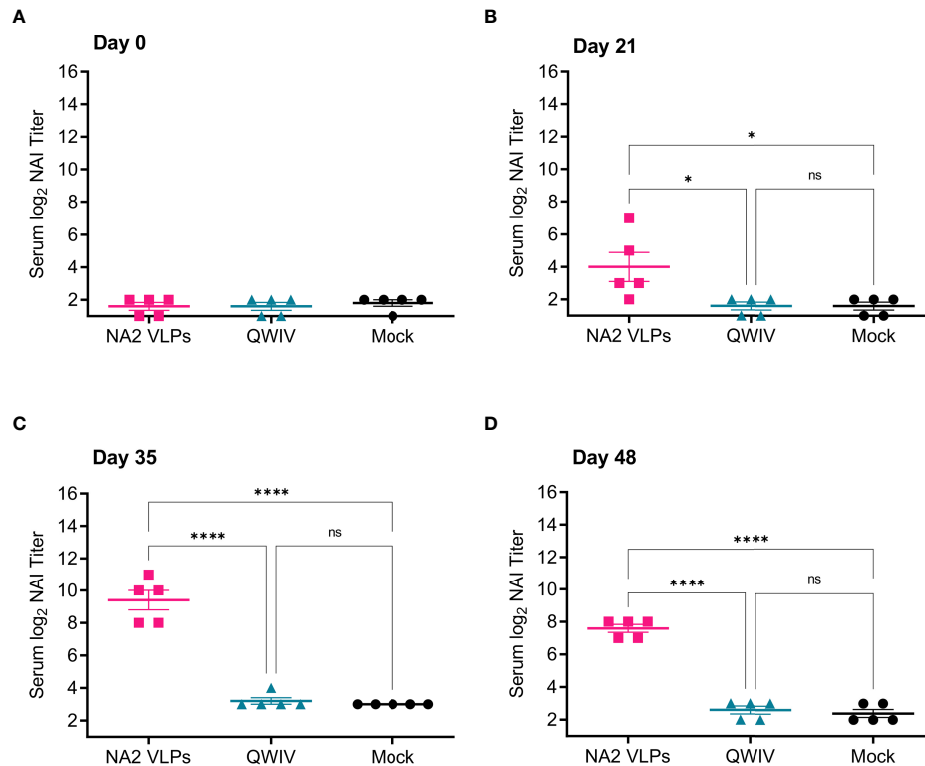 A
Day 0
Serum log₂ NAI Titer
16
14
12
10
8
6
4
2
NA2 VLPs QWIV Mock
B
Day 21
Serum log₂ NAI Titer
16
14
12
10
8
6
4
2
*
* ns
NA2 VLPs QWIV Mock
C
Day 35
Serum log₂ NAI Titer
16
14
12
10
8
6
4
2
****
**** ns
NA2 VLPs QWIV Mock
D
Day 48
Serum log₂ NAI Titer
16
14
12
10
8
6
4
2
****
**** ns
NA2 VLPs QWIV Mock